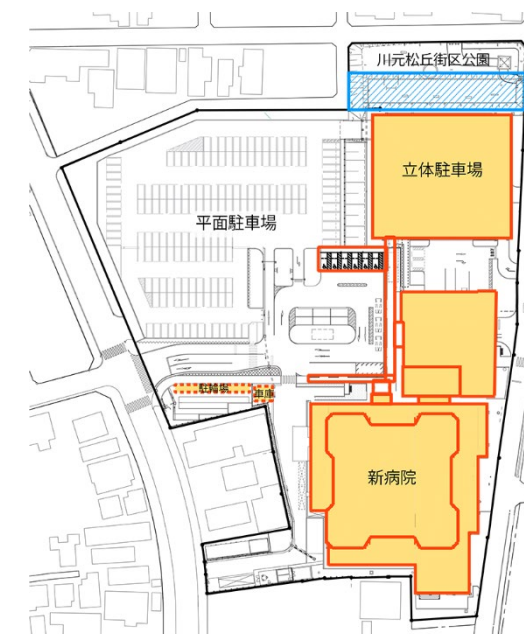 川元松丘街区公園
立体駐車場
平面駐車場
駐輪場
車庫
新病院